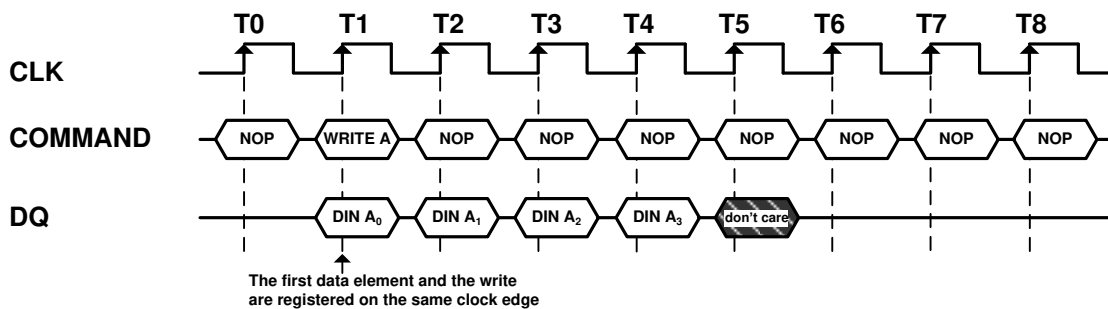 T0 T1 T2 T3 T4 T5 T6 T7 T8
CLK
COMMAND NOP WRITE A NOP NOP NOP NOP NOP NOP NOP
DQ DIN A₀ DIN A₁ DIN A₂ DIN A₃ don't care
The first data element and the write
are registered on the same clock edge